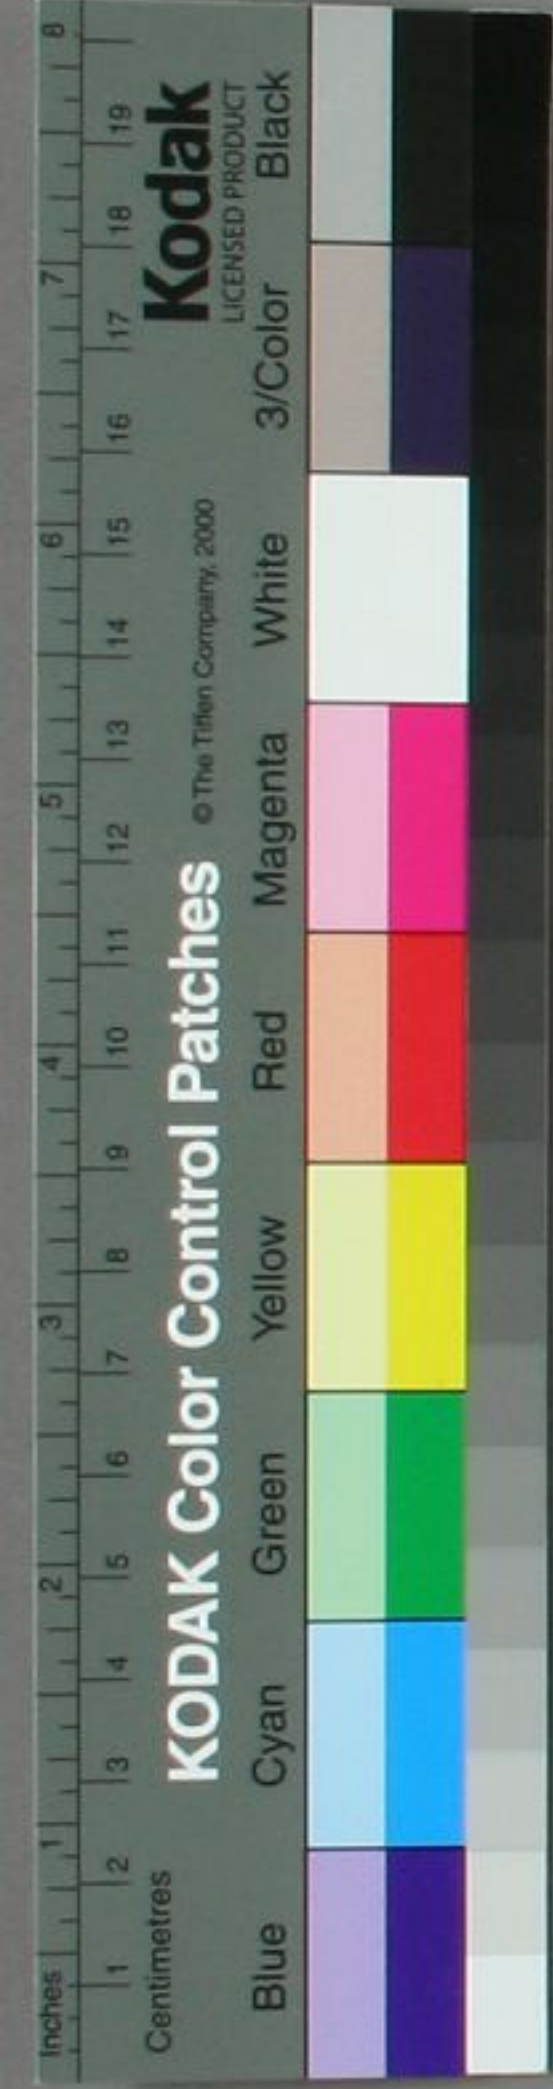 Inches 1 2 3 4 5 6 7 8
1 2 3 4 5 6 7 8 9 10 11 12 13 14 15 16 17 18 19
Centimetres
KODAK Color Control Patches © The Tiffen Company, 2000
Kodak
LICENSED PRODUCT
Blue Cyan Green Yellow Red Magenta White 3/Color Black